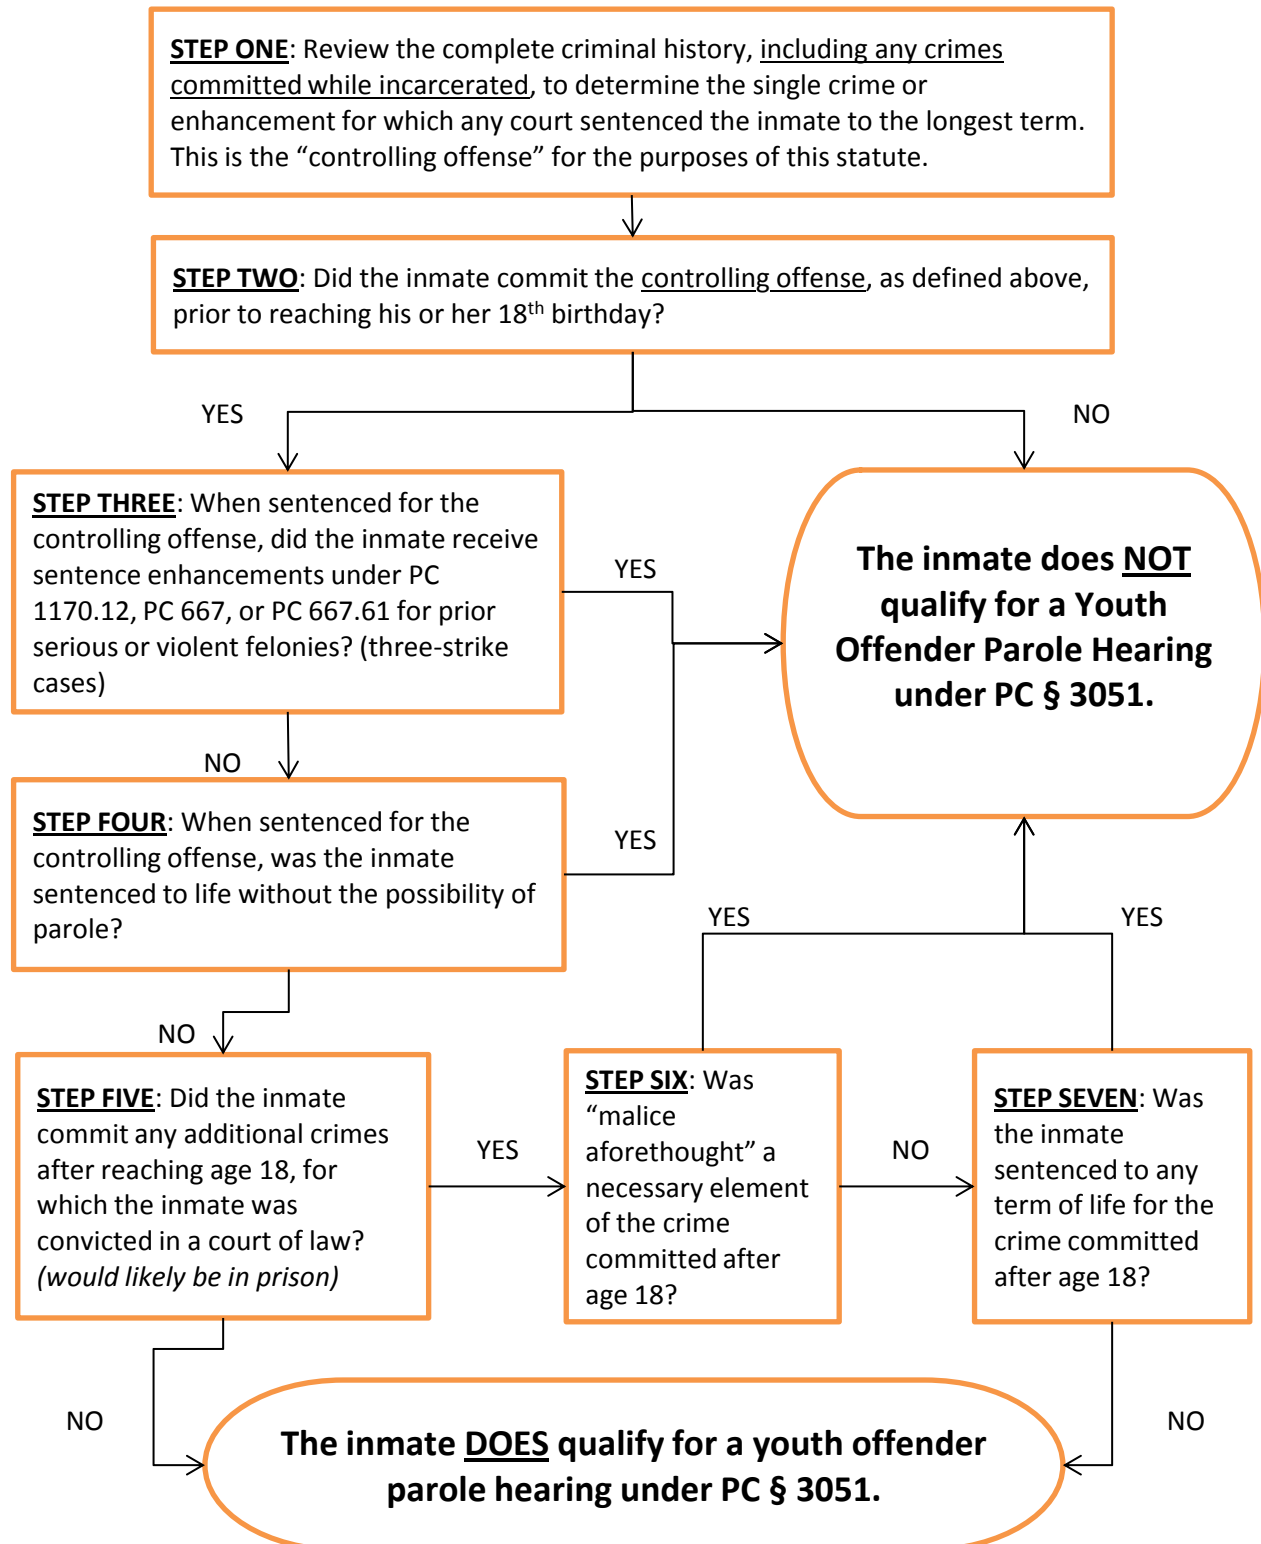 STEP ONE: Review the complete criminal history, including any crimes
committed while incarcerated, to determine the single crime or
enhancement for which any court sentenced the inmate to the longest term.
This is the “controlling offense” for the purposes of this statute.
STEP TWO: Did the inmate commit the controlling offense, as defined above,
prior to reaching his or her 18th birthday?
YES
NO
STEP THREE: When sentenced for the
controlling offense, did the inmate receive
sentence enhancements under PC
1170.12, PC 667, or PC 667.61 for prior
serious or violent felonies? (three-strike
cases)
YES
The inmate does NOT
qualify for a Youth
Offender Parole Hearing
under PC § 3051.
NO
STEP FOUR: When sentenced for the
controlling offense, was the inmate
sentenced to life without the possibility of
parole?
YES
YES
YES
NO
STEP FIVE: Did the inmate
commit any additional crimes
after reaching age 18, for
which the inmate was
convicted in a court of law?
(would likely be in prison)
YES
STEP SIX: Was
“malice
aforethought” a
necessary element
of the crime
committed after
age 18?
NO
STEP SEVEN: Was
the inmate
sentenced to any
term of life for the
crime committed
after age 18?
NO
NO
The inmate DOES qualify for a youth offender
parole hearing under PC § 3051.